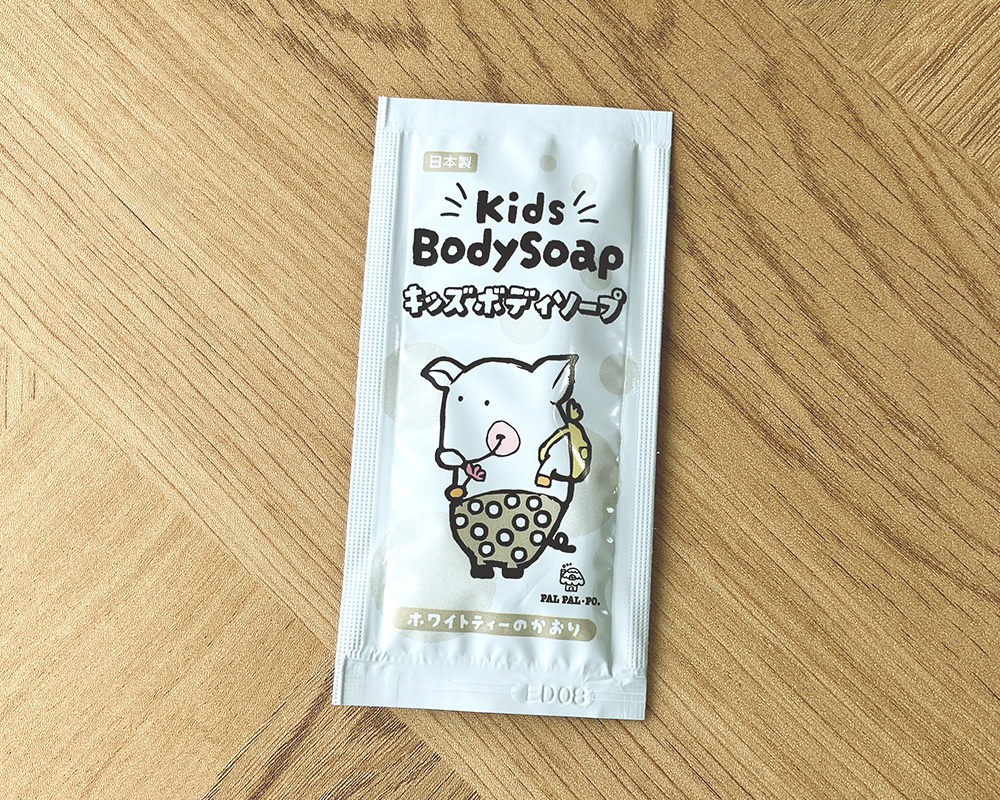 日本製
Kids
BodySoap
キッズボディソープ
PAL PAL・PO.
ホワイトティーのかおり